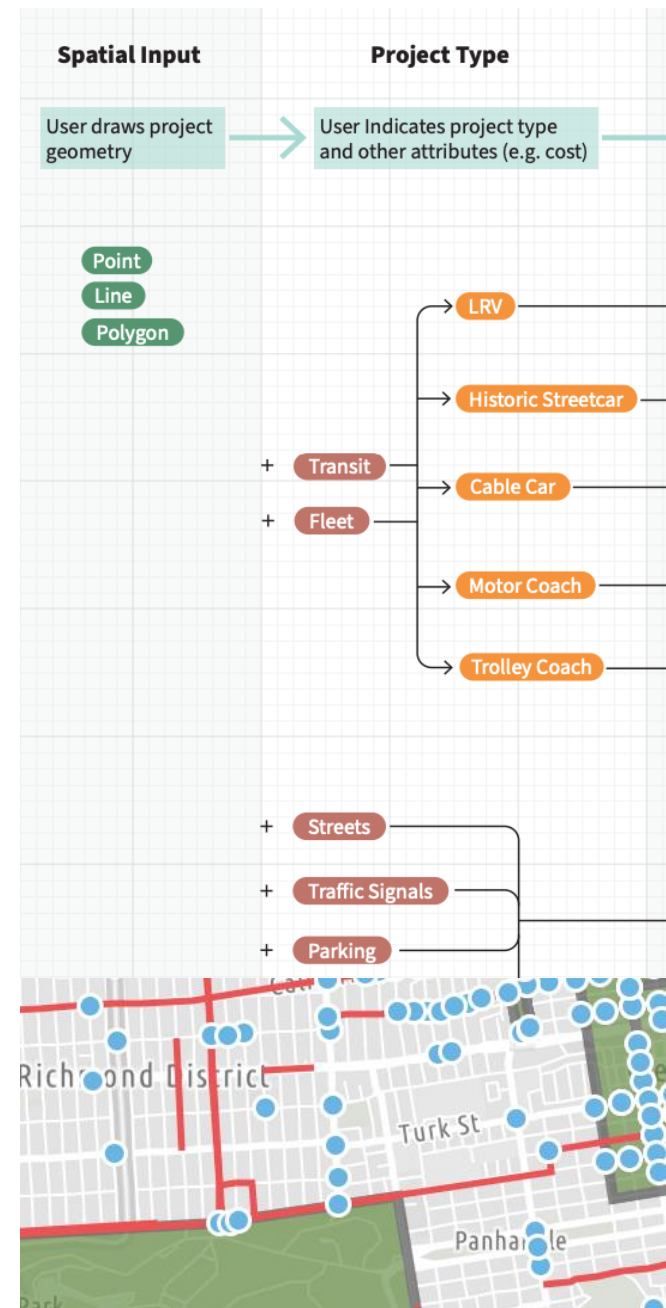 Spatial Input
Project Type
User draws project
geometry
User Indicates project type
and other attributes (e.g. cost)
Point
Line
Polygon
LRV
Historic Streetcar
+ Transit
Cable Car
+ Fleet
Motor Coach
Trolley Coach
+ Streets
+ Traffic Signals
+ Parking
Richmond District
Turk St
Panhandle
Park